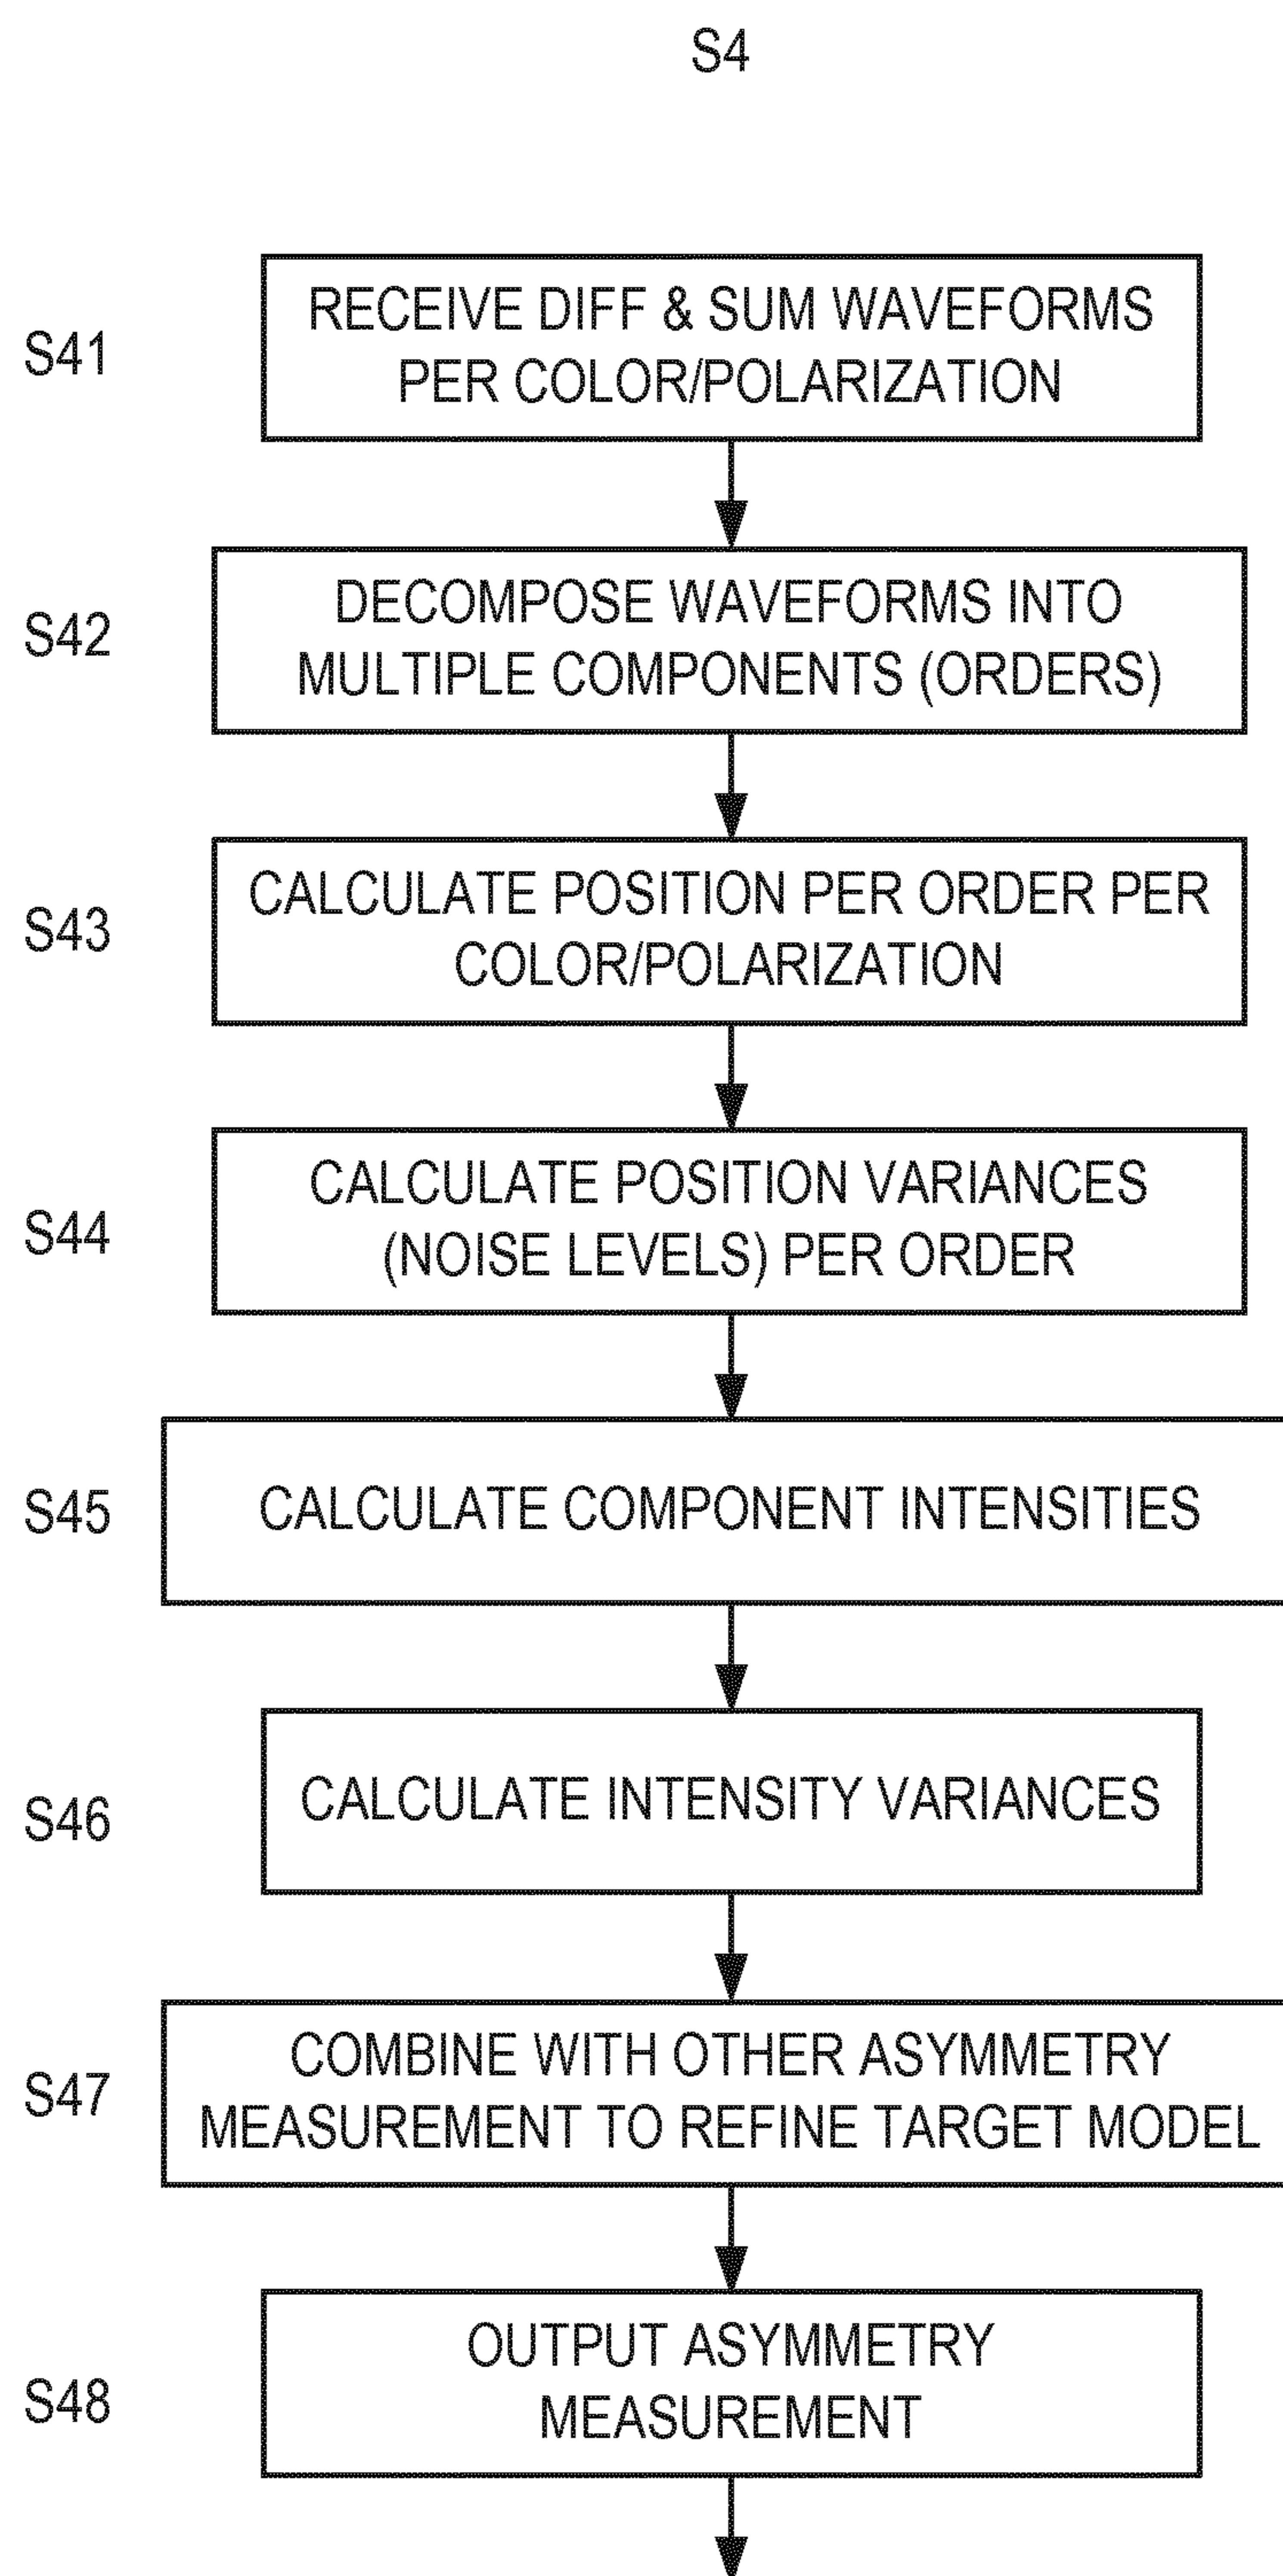 S4
S41
RECEIVE DIFF & SUM WAVEFORMS
PER COLOR/POLARIZATION
S42
DECOMPOSE WAVEFORMS INTO
MULTIPLE COMPONENTS (ORDERS)
S43
CALCULATE POSITION PER ORDER PER
COLOR/POLARIZATION
S44
CALCULATE POSITION VARIANCES
(NOISE LEVELS) PER ORDER
S45
CALCULATE COMPONENT INTENSITIES
S46
CALCULATE INTENSITY VARIANCES
S47
COMBINE WITH OTHER ASYMMETRY
MEASUREMENT TO REFINE TARGET MODEL
S48
OUTPUT ASYMMETRY
MEASUREMENT